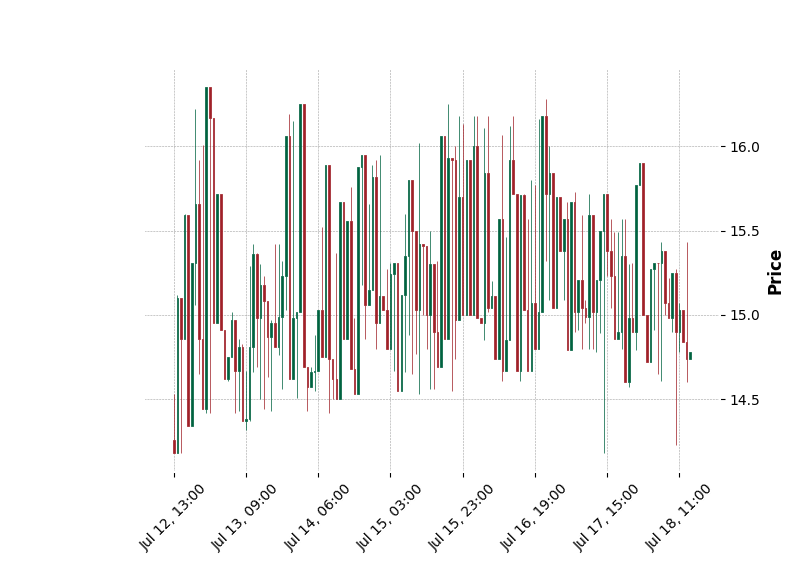 16.0
15.5
15.0
14.5
Price
Jul 12, 13:00
Jul 13, 09:00
Jul 14, 06:00
Jul 15, 03:00
Jul 15, 23:00
Jul 16, 19:00
Jul 17, 15:00
Jul 18, 11:00